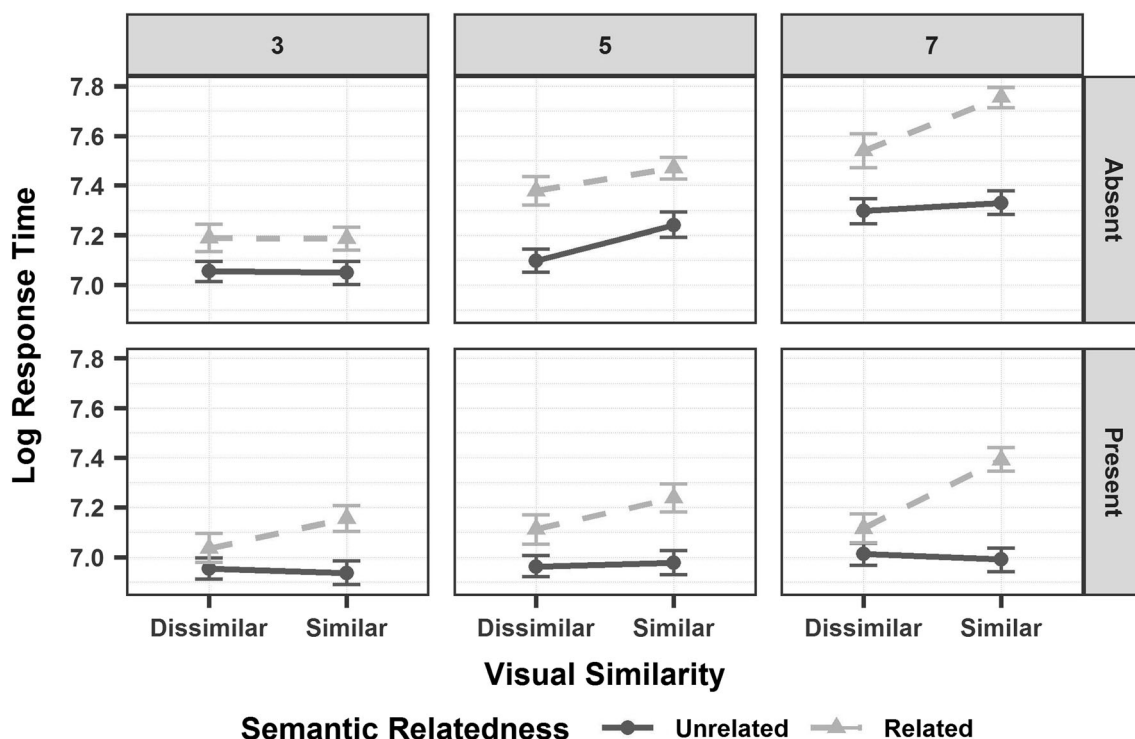 3 5 7
7.8
7.6
7.4
7.2
7.0
Absent
7.8
7.6
7.4
7.2
7.0
Present
Log Response Time
Dissimilar Similar Dissimilar Similar Dissimilar Similar
Visual Similarity
Semantic Relatedness Unrelated Related